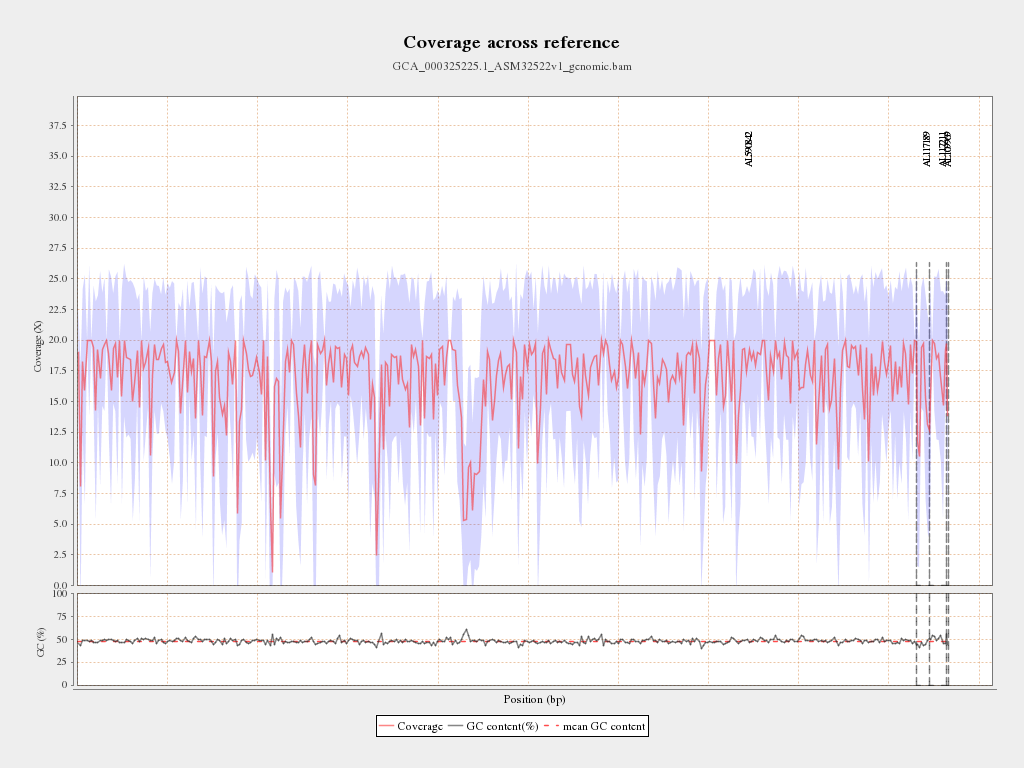 Coverage across reference
GCA_000325225.1_ASM32522v1_genomic.bam
37.5
35.0
32.5
30.0
27.5
25.0
22.5
20.0
17.5
15.0
12.5
10.0
7.5
5.0
2.5
0.0
Coverage (X)
AL590842
AL117189
AL117211
AL109969
100
75
50
25
0
GC (%)
Position (bp)
Coverage GC content(%) mean GC content